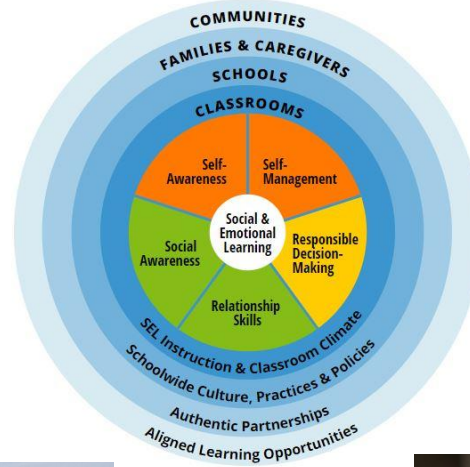 COMMUNITIES
FAMILIES & CAREGIVERS
SCHOOLS
CLASSROOMS
Self-
Awareness
Self-
Management
Social &
Emotional
Learning
Social
Awareness
Responsible
Decision-
Making
Relationship
Skills
SEL Instruction & Classroom Climate
Schoolwide Culture, Practices & Policies
Authentic Partnerships
Aligned Learning Opportunities